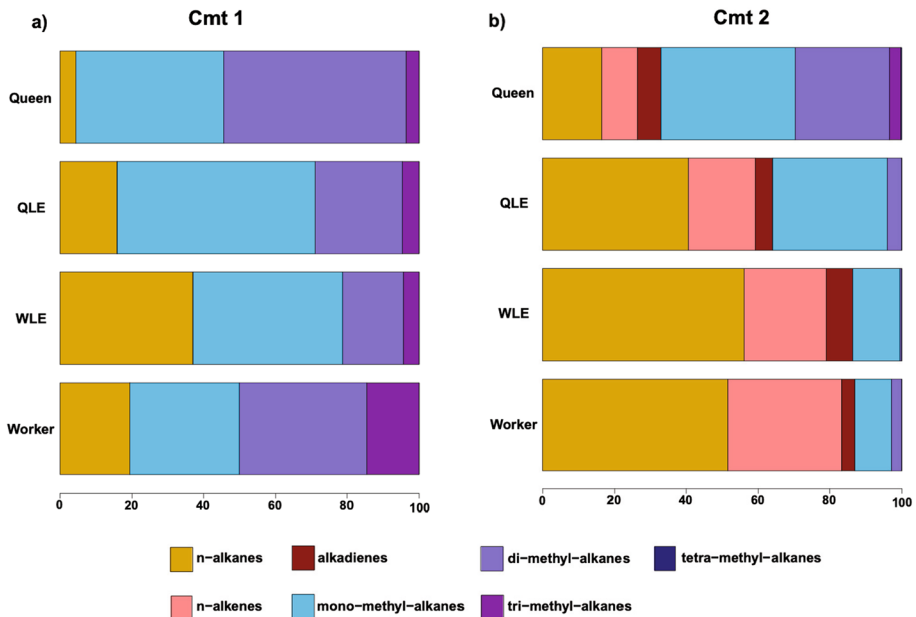 a) Cmt 1
b) Cmt 2
Queen
QLE
WLE
Worker
0 20 40 60 80 100
Queen
QLE
WLE
Worker
0 20 40 60 80 100
n−alkanes alkadienes di−methyl−alkanes tetra−methyl−alkanes
n−alkenes mono−methyl−alkanes tri−methyl−alkanes